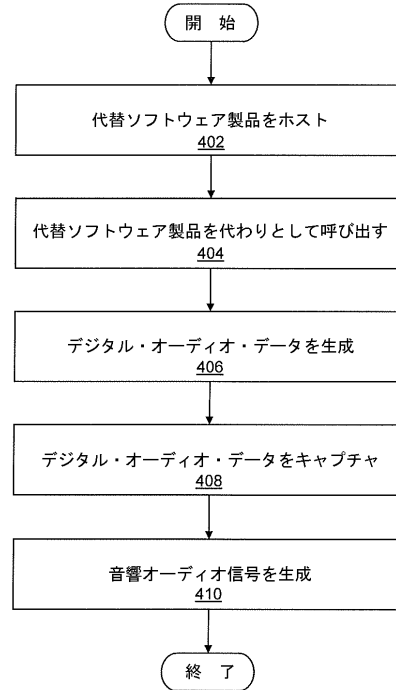 開 始
代替ソフトウェア製品をホスト
402
代替ソフトウェア製品を代わりとして呼び出す
404
デジタル・オーディオ・データを生成
406
デジタル・オーディオ・データをキャプチャ
408
音響オーディオ信号を生成
410
終 了